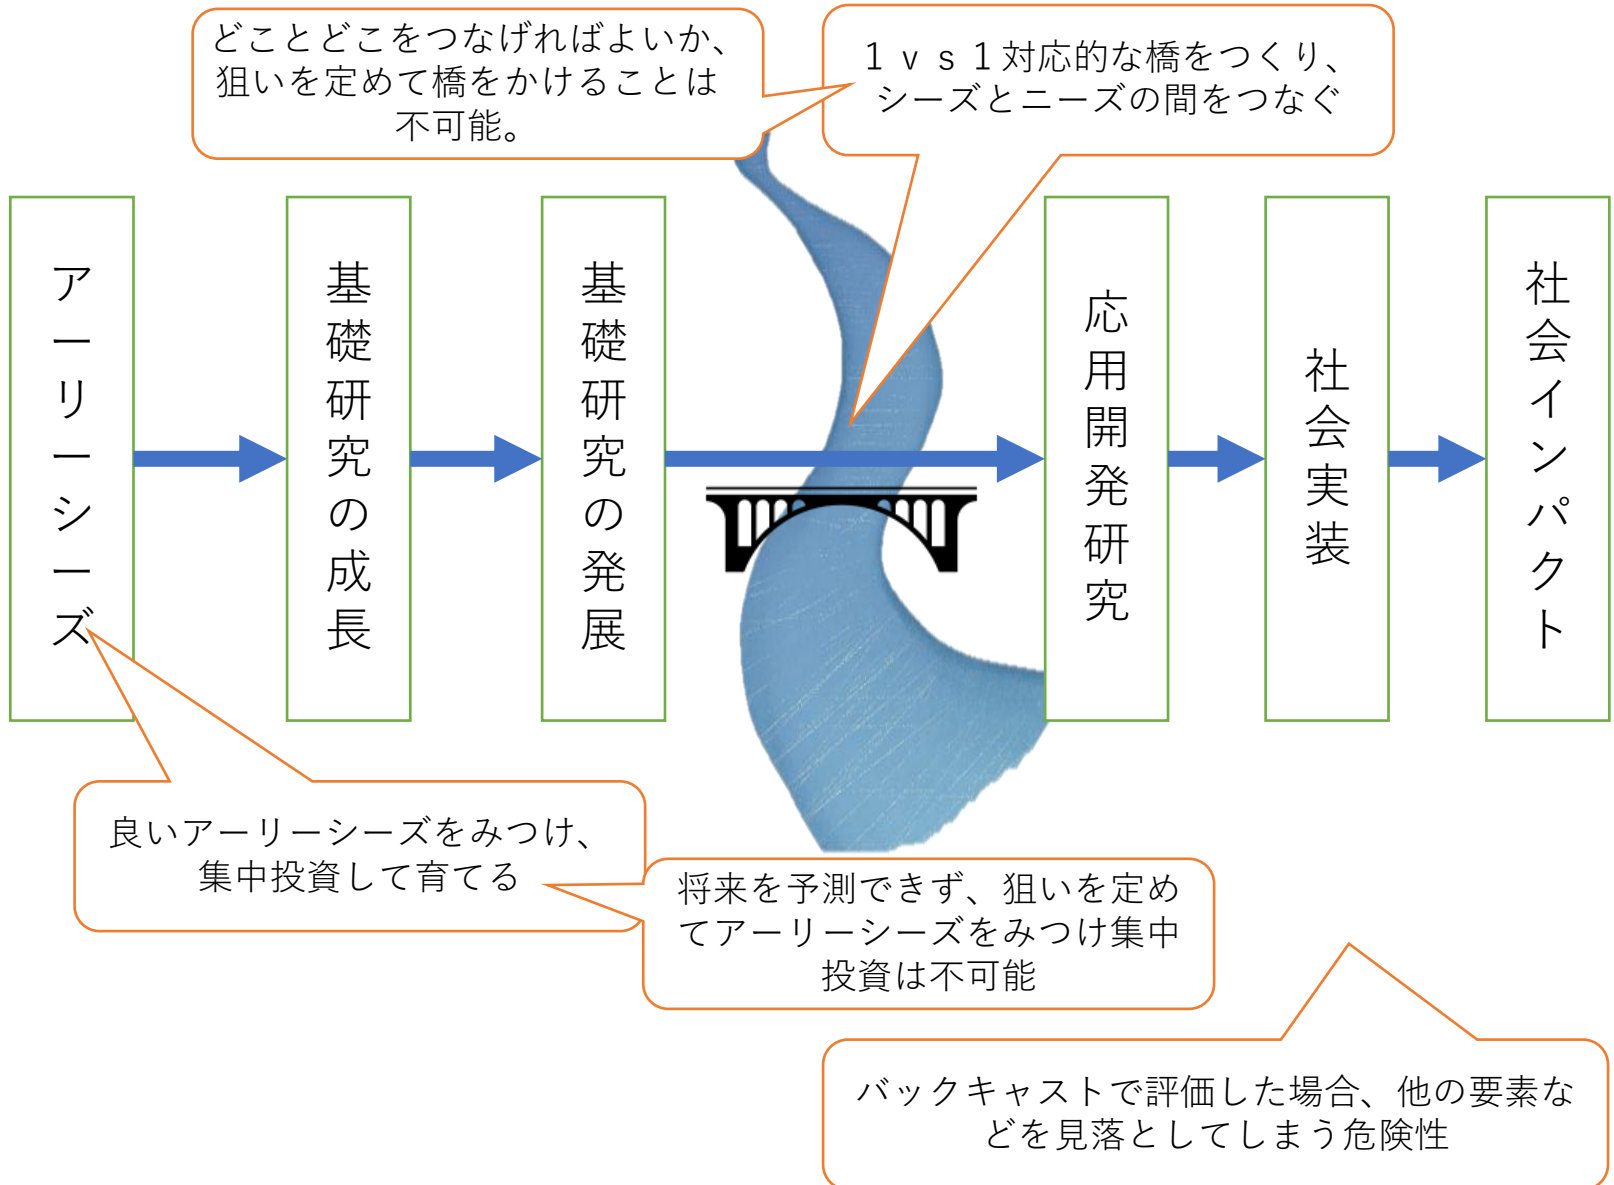 どことどこをつなげればよいか、
狙いを定めて橋をかけることは
不可能。
１ｖｓ１対応的な橋をつくり、
シーズとニーズの間をつなぐ
アーリーシーズ
基礎研究の成長
基礎研究の発展
応用開発研究
社会実装
社会インパクト
良いアーリーシーズをみつけ、
集中投資して育てる
将来を予測できず、狙いを定め
てアーリーシーズをみつけ集中
投資は不可能
バックキャストで評価した場合、他の要素な
どを見落としてしまう危険性